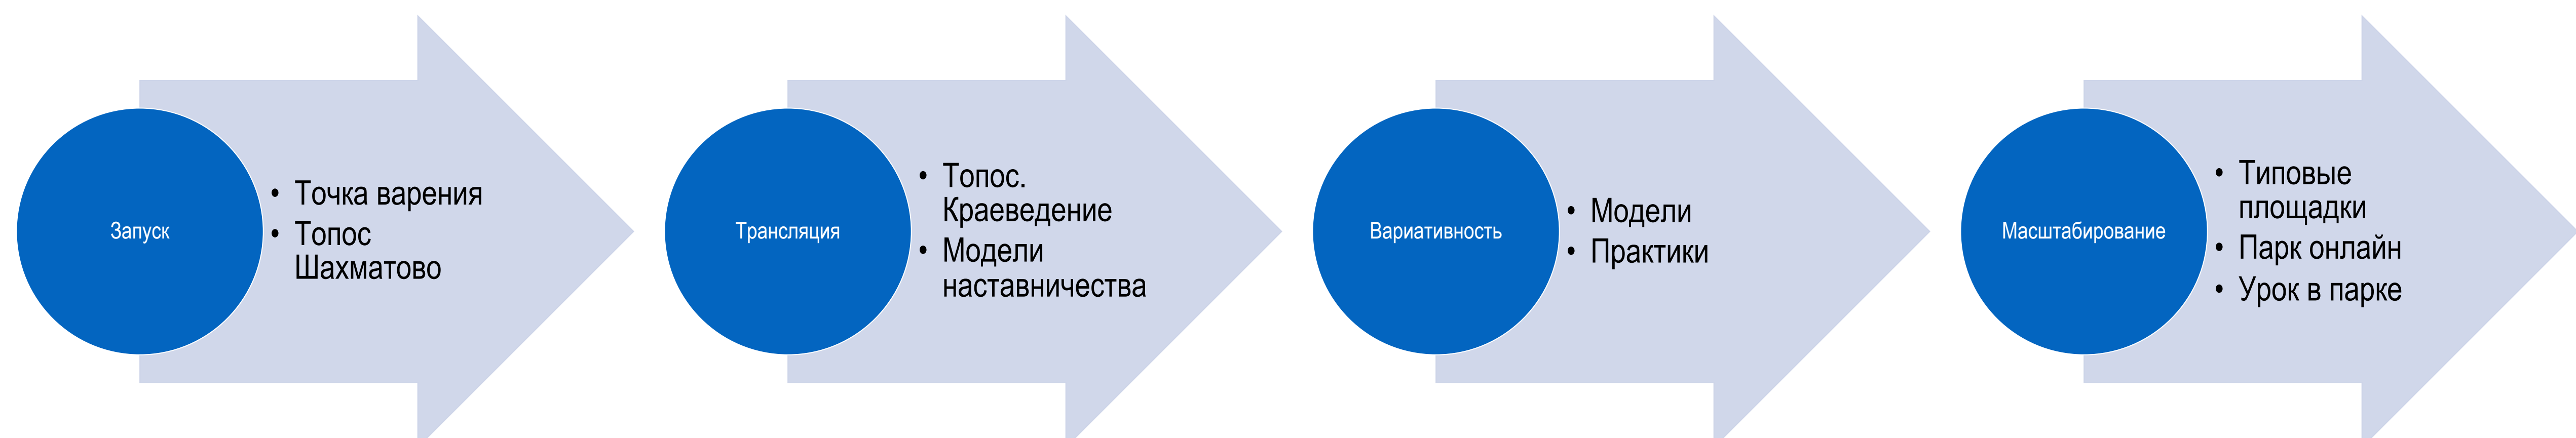 Запуск
• Точка варения
• Топос
Шахматово
Трансляция
• Топос.
Краеведение
• Модели
наставничества
Вариативность
• Модели
• Практики
Масштабирование
• Типовые
площадки
• Парк онлайн
• Урок в парке